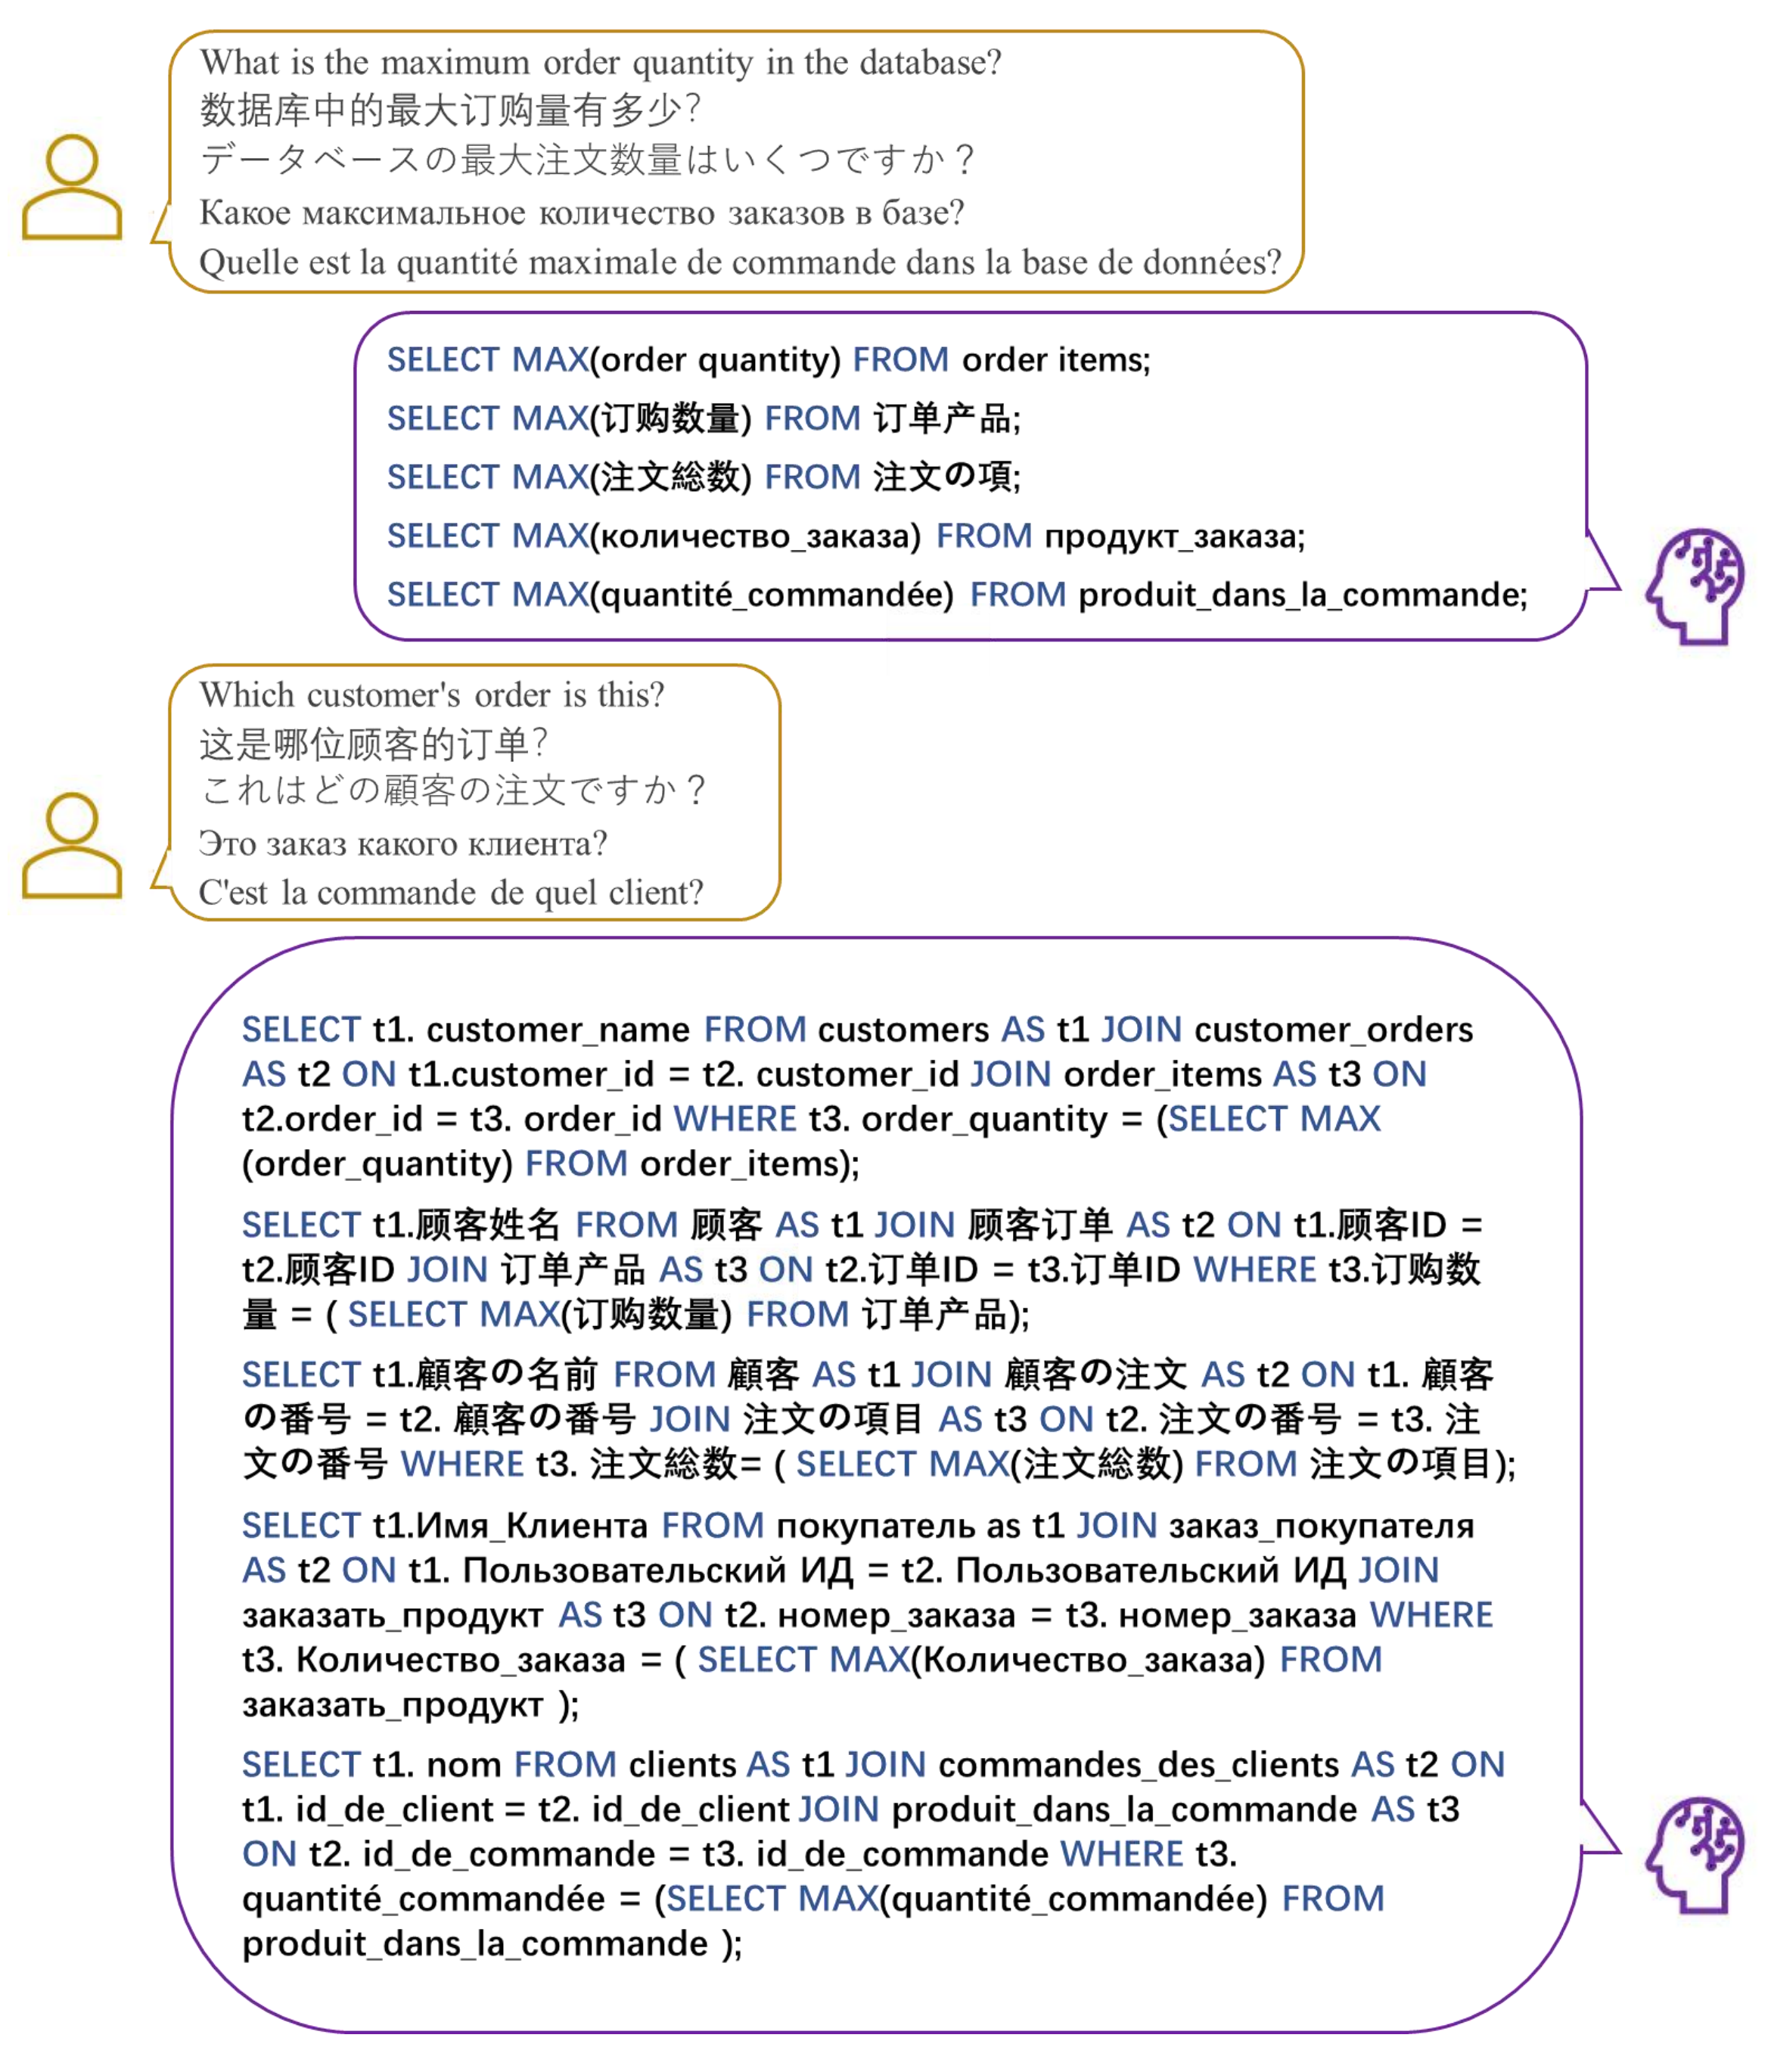 What is the maximum order quantity in the database?
数据库中的最大订购量有多少?
データベースの最大注文数量はいくつですか？
Какое максимальное количество заказов в базе?
Quelle est la quantité maximale de commande dans la base de données?
SELECT MAX(order quantity) FROM order items;
SELECT MAX(订购数量) FROM 订单产品;
SELECT MAX(注文総数) FROM 注文の項;
SELECT MAX(количество_заказа) FROM продукт_заказа;
SELECT MAX(quantité_commandée) FROM produit_dans_la_commande;
Which customer's order is this?
这是哪位顾客的订单?
これはどの顧客の注文ですか？
Это заказ какого клиента?
C'est la commande de quel client?
SELECT t1. customer_name FROM customers AS t1 JOIN customer_orders
AS t2 ON t1.customer_id = t2. customer_id JOIN order_items AS t3 ON
t2.order_id = t3. order_id WHERE t3. order_quantity = (SELECT MAX
(order_quantity) FROM order_items);
SELECT t1.顾客姓名 FROM 顾客 AS t1 JOIN 顾客订单 AS t2 ON t1.顾客ID =
t2.顾客ID JOIN 订单产品 AS t3 ON t2.订单ID = t3.订单ID WHERE t3.订购数
量 = ( SELECT MAX(订购数量) FROM 订单产品);
SELECT t1.顧客の名前 FROM 顧客 AS t1 JOIN 顧客の注文 AS t2 ON t1. 顧客
の番号 = t2. 顧客の番号 JOIN 注文の項目 AS t3 ON t2. 注文の番号 = t3. 注
文の番号 WHERE t3. 注文総数= ( SELECT MAX(注文総数) FROM 注文の項目);
SELECT t1.Имя_Клиента FROM покупатель as t1 JOIN заказ_покупателя
AS t2 ON t1. Пользовательский ИД = t2. Пользовательский ИД JOIN
заказать_продукт AS t3 ON t2. номер_заказа = t3. номер_заказа WHERE
t3. Количество_заказа = ( SELECT MAX(Количество_заказа) FROM
заказать_продукт );
SELECT t1. nom FROM clients AS t1 JOIN commandes_des_clients AS t2 ON
t1. id_de_client = t2. id_de_client JOIN produit_dans_la_commande AS t3
ON t2. id_de_commande = t3. id_de_commande WHERE t3.
quantité_commandée = (SELECT MAX(quantité_commandée) FROM
produit_dans_la_commande );